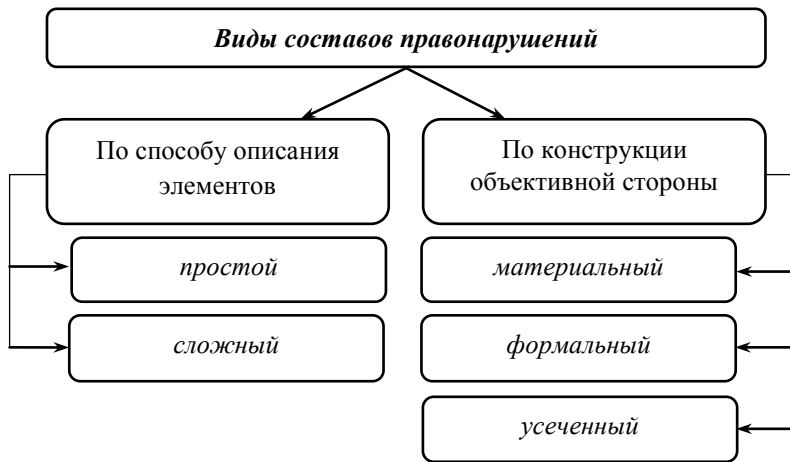 Виды составов правонарушений
По способу описания
элементов
По конструкции
объективной стороны
простой
материальный
сложный
формальный
усеченный